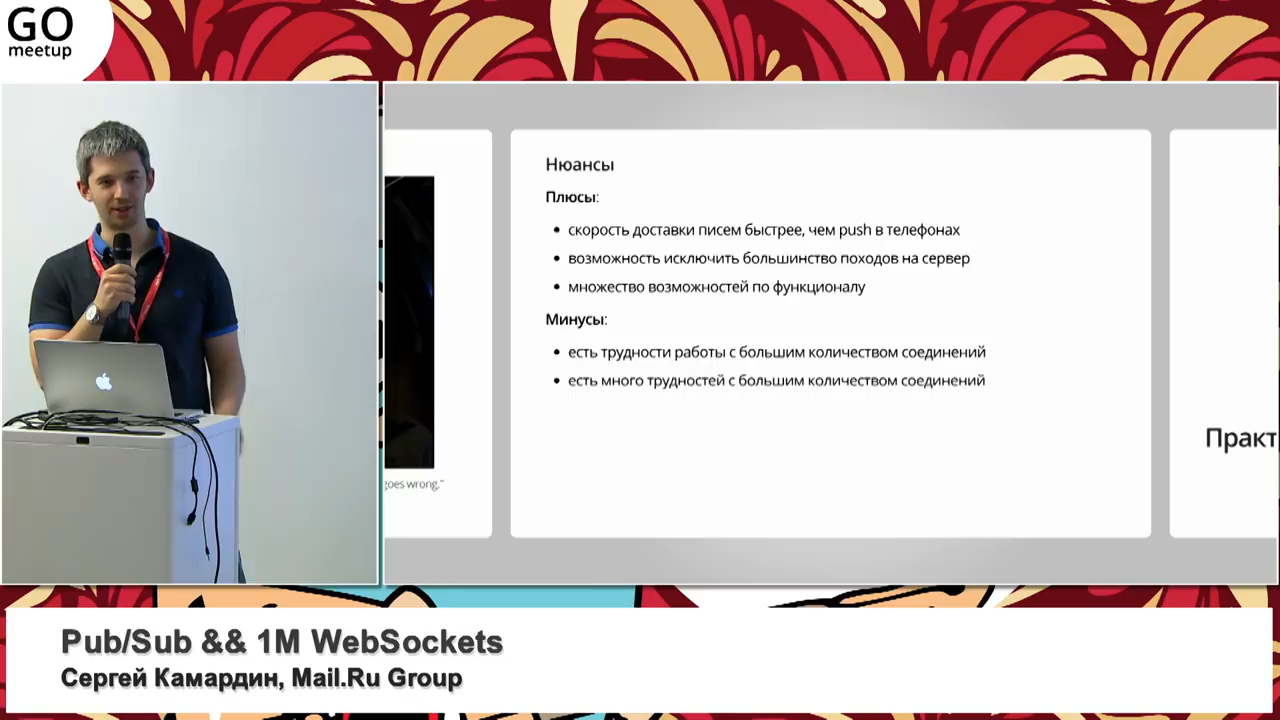 GO
meetup
Нюансы
Плюсы:
• скорость доставки писем быстрее, чем push в телефонах
• возможность исключить большинство походов на сервер
• множество возможностей по функционалу
Минусы:
• есть трудности работы с большим количеством соединений
• есть много трудностей с большим количеством соединений
goes wrong."
Практ
Pub/Sub && 1M WebSockets
Сергей Камардин, Mail.Ru Group